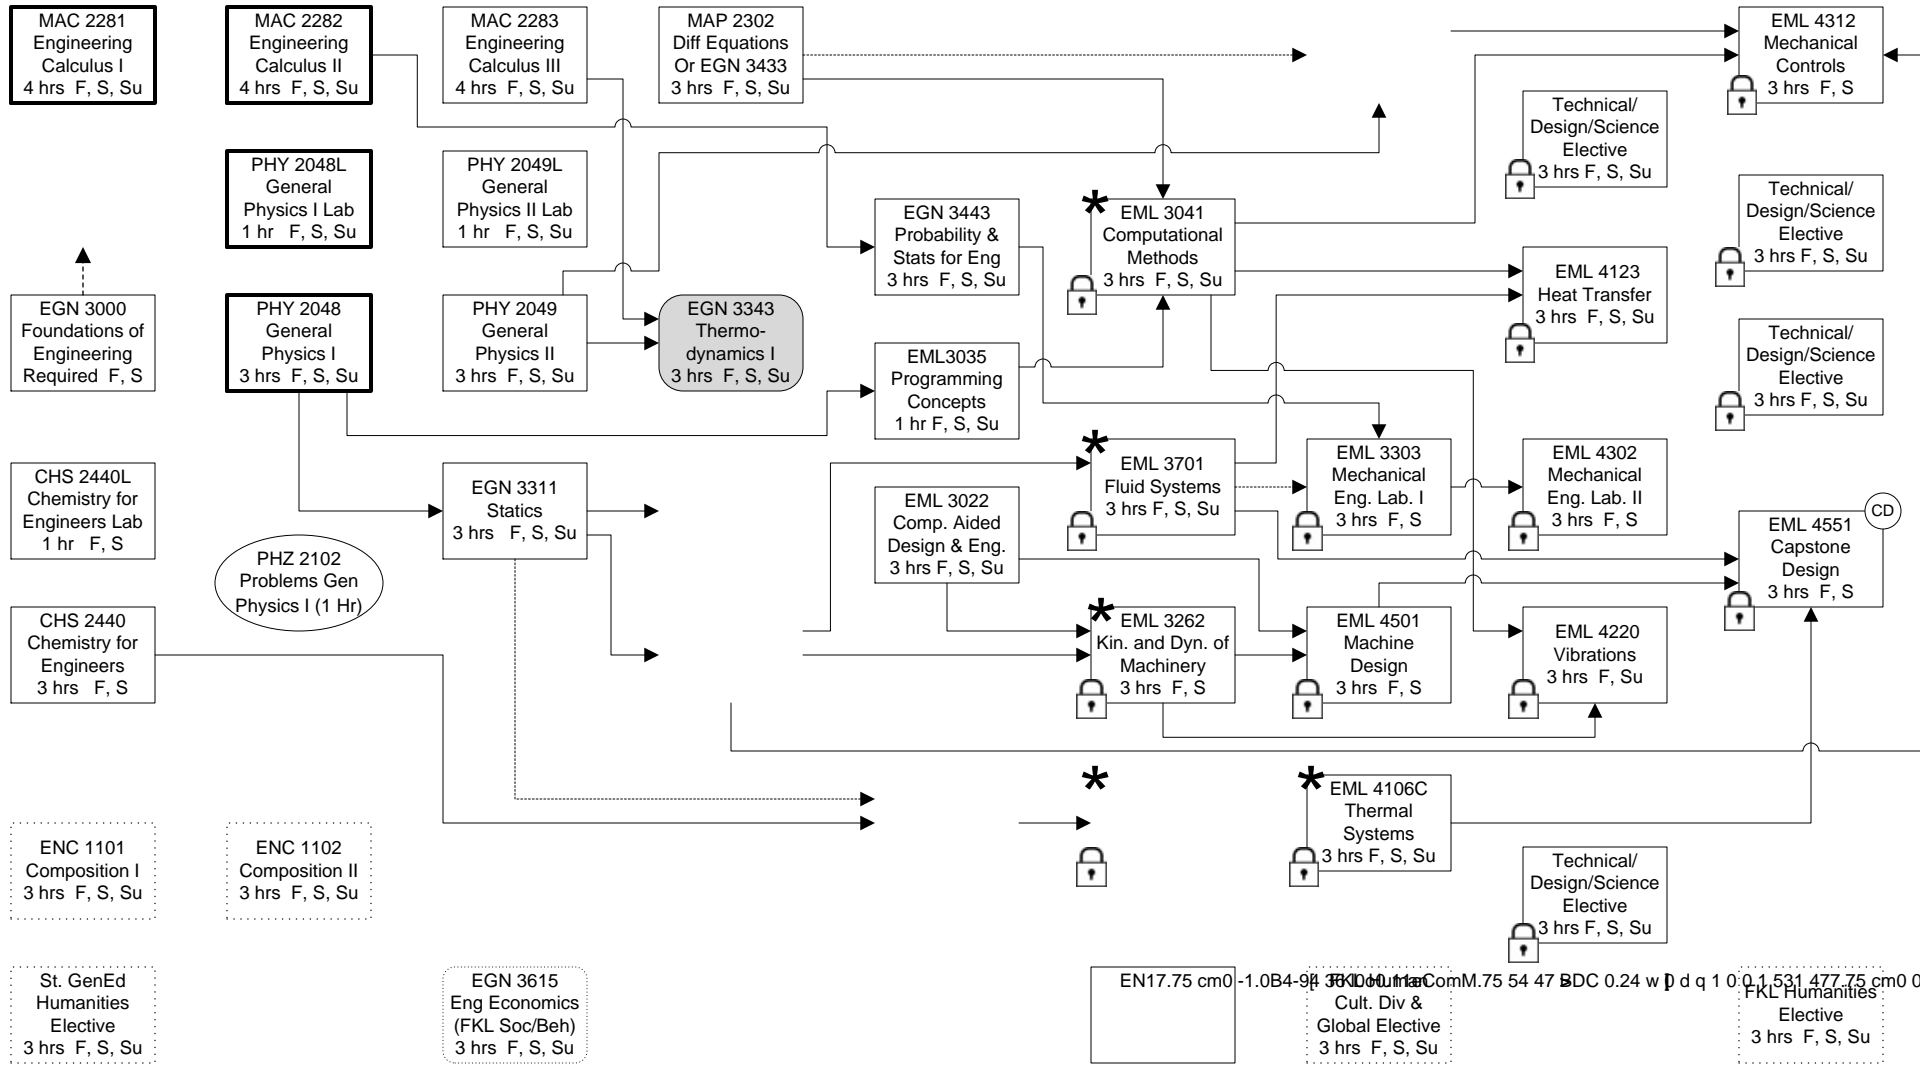 MAC 2281
Engineering
Calculus I
4 hrs F, S, Su
MAC 2282
Engineering
Calculus II
4 hrs F, S, Su
MAC 2283
Engineering
Calculus III
4 hrs F, S, Su
MAP 2302
Diff Equations
Or EGN 3433
3 hrs F, S, Su
EML 4312
Mechanical
Controls
3 hrs F, S
Technical/
Design/Science
Elective
3 hrs F, S, Su
PHY 2048L
General
Physics I Lab
1 hr F, S, Su
PHY 2049L
General
Physics II Lab
1 hr F, S, Su
EGN 3443
Probability &
Stats for Eng
3 hrs F, S, Su
*
EML 3041
Computational
Methods
3 hrs F, S, Su
Technical/
Design/Science
Elective
3 hrs F, S, Su
EML 4123
Heat Transfer
3 hrs F, S, Su
EGN 3000
Foundations of
Engineering
Required F, S
PHY 2048
General
Physics I
3 hrs F, S, Su
PHY 2049
General
Physics II
3 hrs F, S, Su
EGN 3343
Thermo-
dynamics I
3 hrs F, S, Su
EML3035
Programming
Concepts
1 hr F, S, Su
Technical/
Design/Science
Elective
3 hrs F, S, Su
CHS 2440L
Chemistry for
Engineers Lab
1 hr F, S
EGN 3311
Statics
3 hrs F, S, Su
EML 3022
Comp. Aided
Design & Eng.
3 hrs F, S, Su
*
EML 3701
Fluid Systems
3 hrs F, S, Su
EML 3303
Mechanical
Eng. Lab. I
3 hrs F, S
EML 4302
Mechanical
Eng. Lab. II
3 hrs F, S
CD
EML 4551
Capstone
Design
3 hrs F, S
PHZ 2102
Problems Gen
Physics I (1 Hr)
CHS 2440
Chemistry for
Engineers
3 hrs F, S
*
EML 3262
Kin. and Dyn. of
Machinery
3 hrs F, S
EML 4501
Machine
Design
3 hrs F, S
EML 4220
Vibrations
3 hrs F, Su
*
*
EML 4106C
Thermal
Systems
3 hrs F, S, Su
ENC 1101
Composition I
3 hrs F, S, Su
ENC 1102
Composition II
3 hrs F, S, Su
Technical/
Design/Science
Elective
3 hrs F, S, Su
St. GenEd
Humanities
Elective
3 hrs F, S, Su
EGN 3615
Eng Economics
(FKL Soc/Beh)
3 hrs F, S, Su
EN17.75 cm0 -1.0B4-94
Cult. Div &
Global Elective
3 hrs F, S, Su
FKL Humanities
Elective
3 hrs F, S, Su